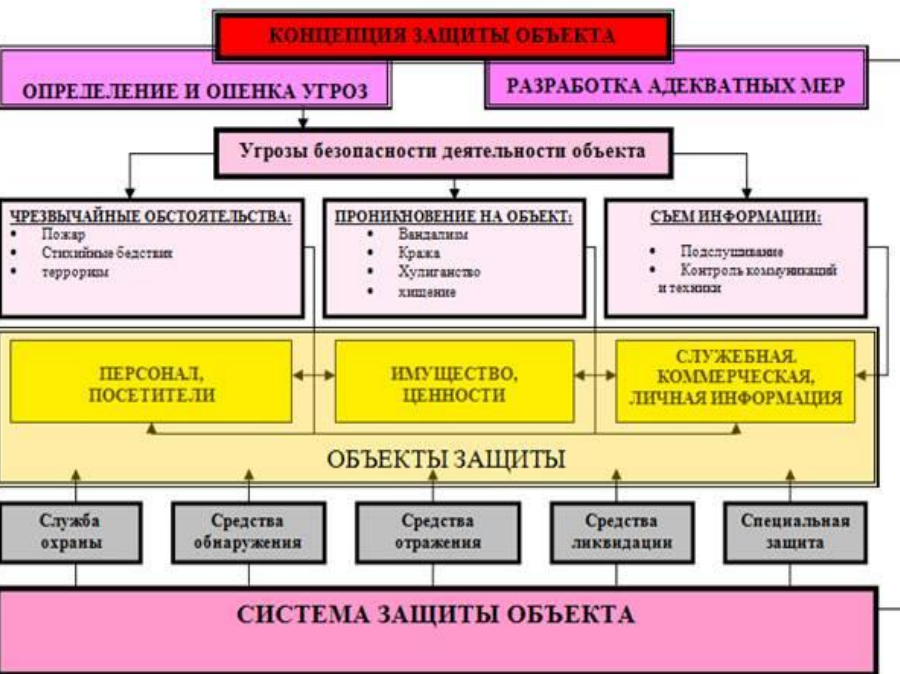 КОНЦЕПЦИЯ ЗАЩИТЫ ОБЪЕКТА
ОПРЕДЕЛЕНИЕ И ОЦЕНКА УГРОЗ
РАЗРАБОТКА АДЕКВАТНЫХ МЕР
Угрозы безопасности деятельности объекта
ЧРЕЗВЫЧАЙНЫЕ ОБСТОЯТЕЛЬСТВА:
• Пожар
• Стихийные бедствия
• терроризм
ПРОНИКНОВЕНИЕ НА ОБЪЕКТ:
• Вандализм
• Кража
• Хулиганство
• хищение
СЪЕМ ИНФОРМАЦИИ:
• Подслушивание
• Контроль коммуникаций
и техники
ПЕРСОНАЛ,
ПОСЕТИТЕЛИ
ИМУЩЕСТВО,
ЦЕННОСТИ
СЛУЖЕБНАЯ.
КОММЕРЧЕСКАЯ,
ЛИЧНАЯ ИНФОРМАЦИЯ
ОБЪЕКТЫ ЗАЩИТЫ
Служба
охраны
Средства
обнаружения
Средства
отражения
Средства
ликвидации
Специальная
защита
СИСТЕМА ЗАЩИТЫ ОБЪЕКТА